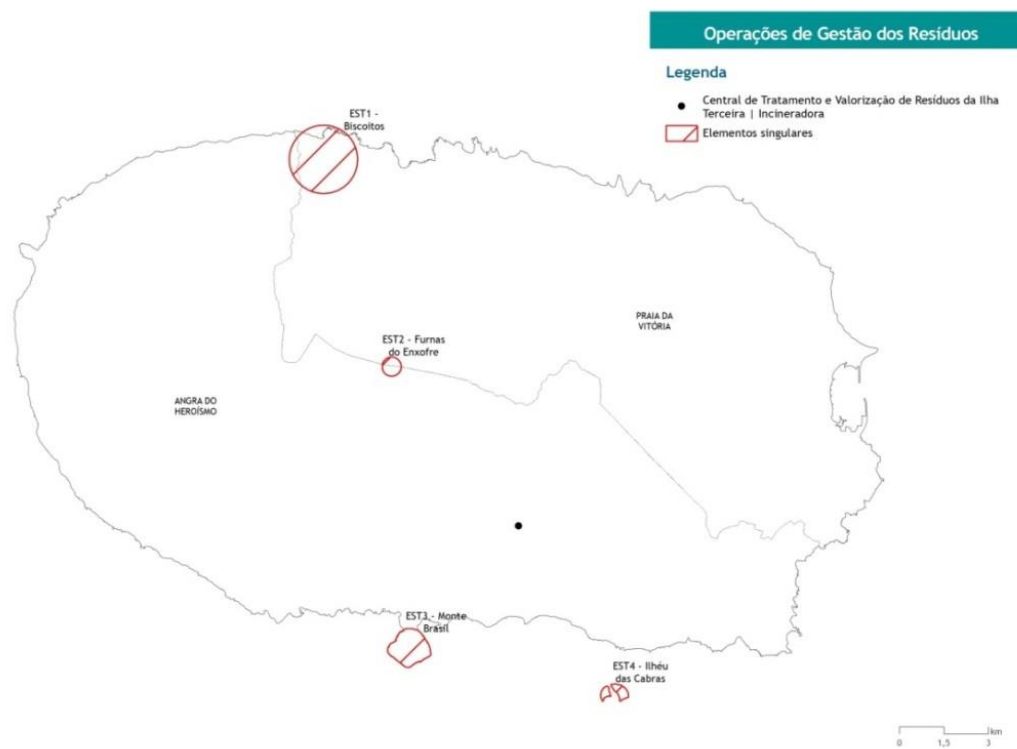 Operações de Gestão dos Resíduos
Legenda
Central de Tratamento e Valorização de Resíduos da Ilha
Terceira | Incineradora
Elementos singulares
EST1 -
Biscoitos
PRAIA DA
VITÓRIA
EST2 - Furnas
do Enxofre
ANGRA DO
HEROÍSMO
EST3 - Monte
Brasil
EST4 - Ilhéu
das Cabras
km
0 1,5 3